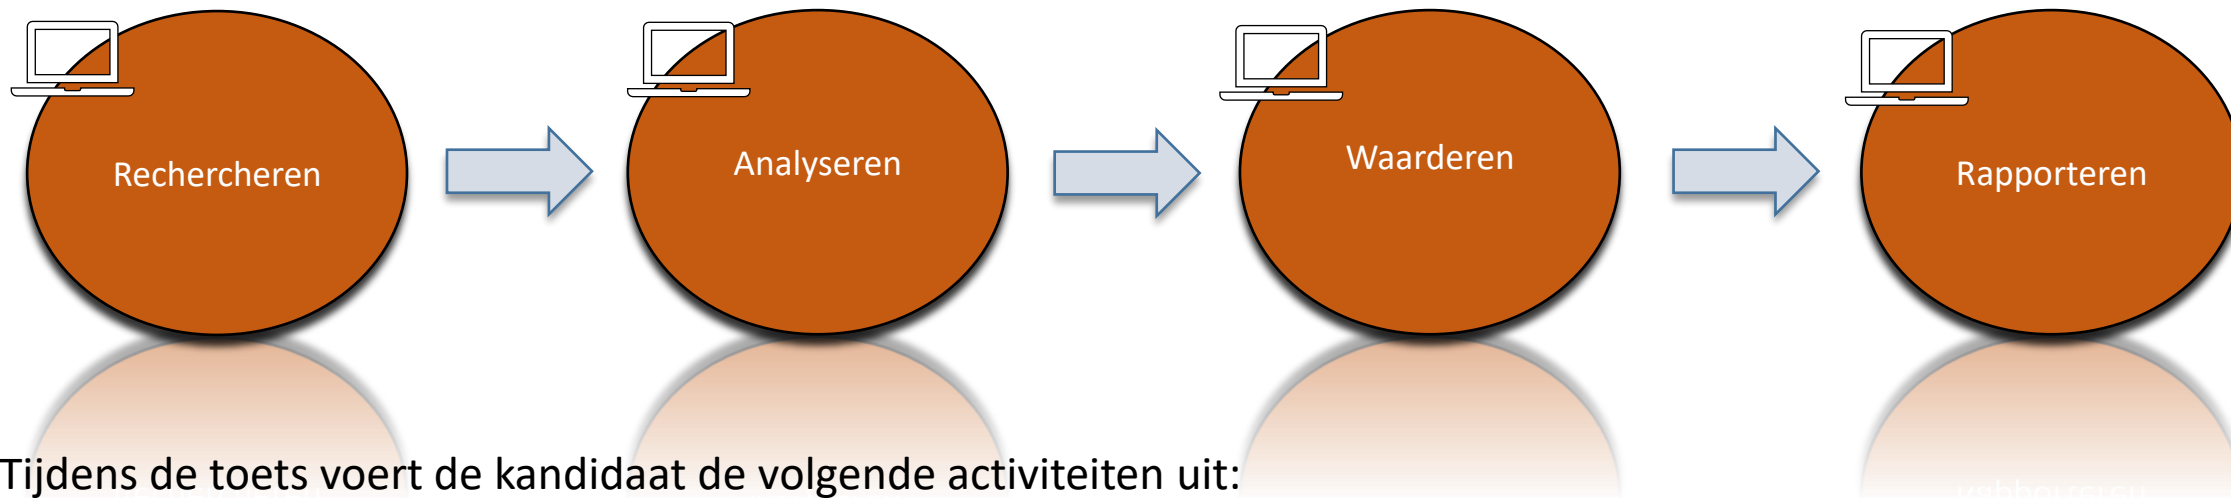 Rechercheren
Analyseren
Waarderen
Rapporteren
Tijdens de toets voert de kandidaat de volgende activiteiten uit: